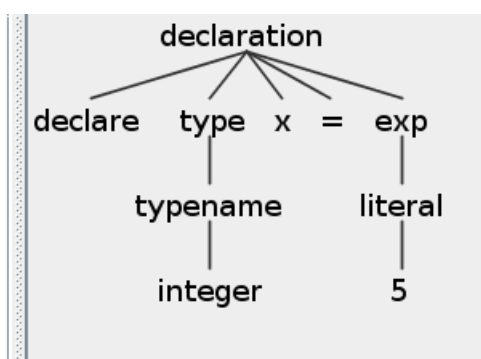 declaration
declare type x = exp
typename literal
integer 5